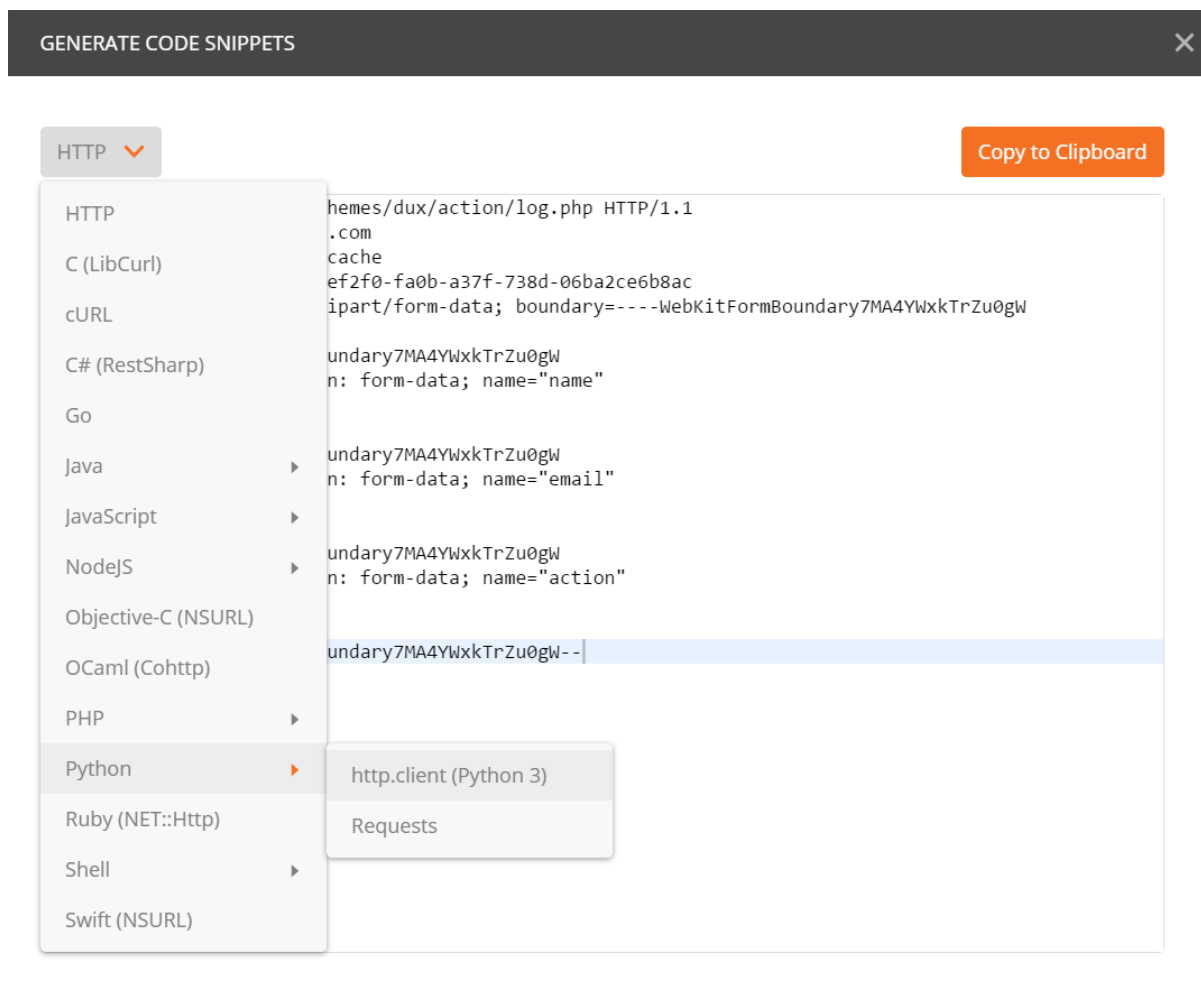 GENERATE CODE SNIPPETS
HTTP
Copy to Clipboard
HTTP
C (LibCurl)
cURL
C# (RestSharp)
Go
Java
JavaScript
NodeJS
Objective-C (NSURL)
OCaml (Cohttp)
PHP
Python
Ruby (NET::Http)
Shell
Swift (NSURL)
http.client (Python 3)
Requests
hemes/dux/action/log.php HTTP/1.1
.com
cache
ef2f0-fa0b-a37f-738d-06ba2ce6b8ac
ipart/form-data; boundary=----WebKitFormBoundary7MA4YWxkTrZu0gW
undary7MA4YWxkTrZu0gW
n: form-data; name="name"
undary7MA4YWxkTrZu0gW
n: form-data; name="email"
undary7MA4YWxkTrZu0gW
n: form-data; name="action"
undary7MA4YWxkTrZu0gW--